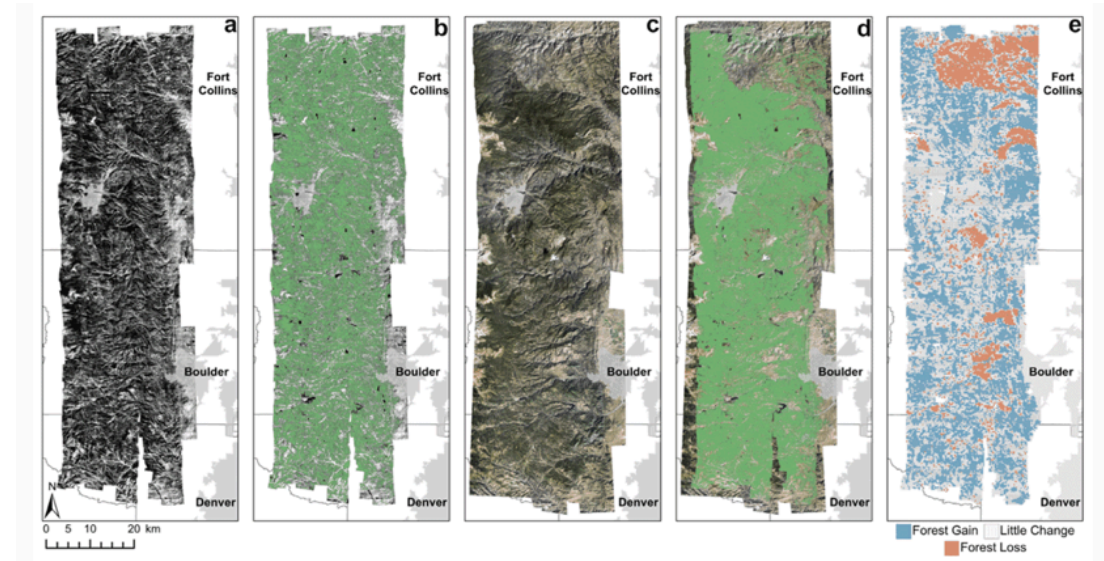 a
b
c
d
e
Fort
Collins
Fort
Collins
Fort
Collins
Fort
Collins
Fort
Collins
Boulder
Boulder
Boulder
Boulder
Boulder
N
Denver
Denver
Denver
Denver
Denver
0 5 10 20 km
Forest Gain Little Change
Forest Loss